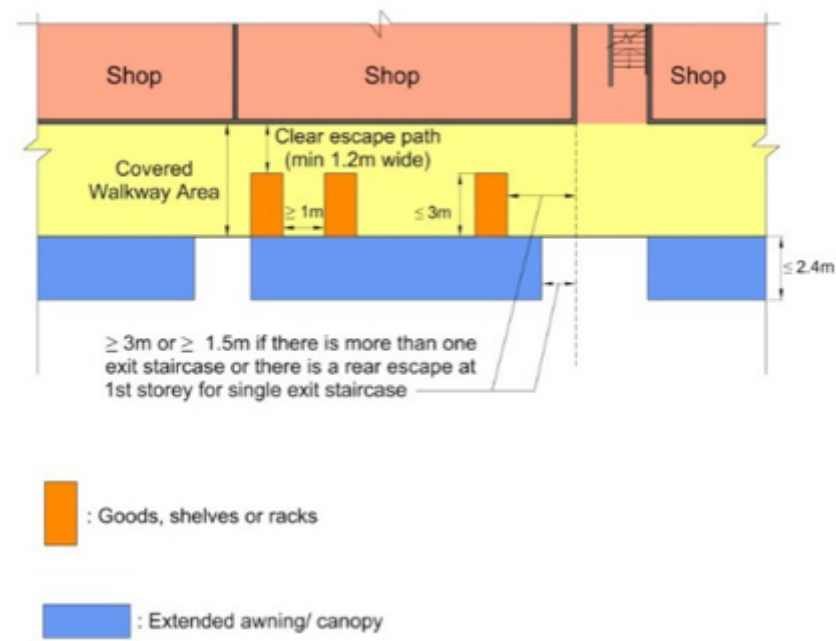 Shop
Shop
Shop
Clear escape path
(min 1.2m wide)
Covered
Walkway Area
≥ 1m
≤ 3m
≤ 2.4m
≥ 3m or ≥ 1.5m if there is more than one
exit staircase or there is a rear escape at
1st storey for single exit staircase
: Goods, shelves or racks
: Extended awning/ canopy